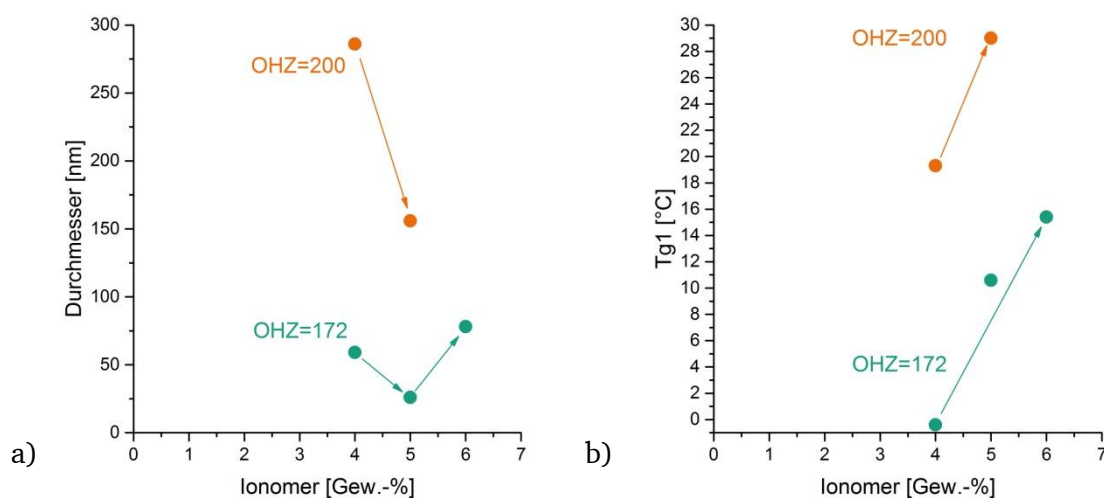 a)
Durchmesser [nm]
300
250
200
150
100
50
0
OHZ=200
OHZ=172
0 1 2 3 4 5 6 7
Ionomer [Gew.-%]
b)
Tg1 [°C]
30
28
26
24
22
20
18
16
14
12
10
8
6
4
2
0
OHZ=200
OHZ=172
0 1 2 3 4 5 6 7
Ionomer [Gew.-%]